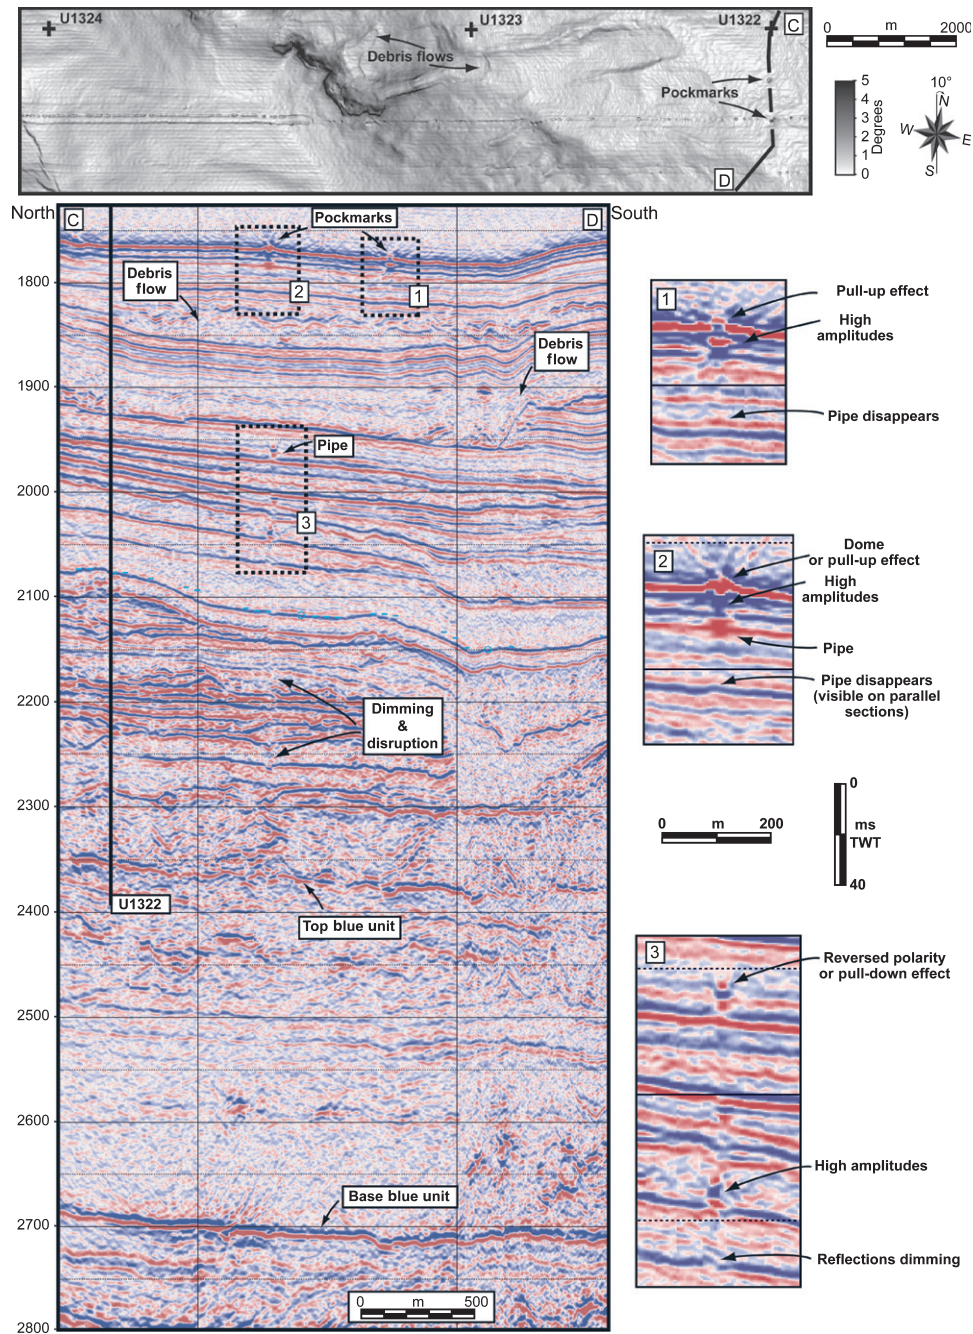 U1324
U1323
U1322
C
Debris flows
Pockmarks
D
0 m 2000
5
4
3
2
1
0
Degrees
10°
N
W
E
S
North
C
Pockmarks
D
South
1800
1900
2000
2100
2200
2300
2400
2500
2600
2700
2800
Debris
flow
2
1
Debris
flow
Pipe
3
Dimming
&
disruption
U1322
Top blue unit
Base blue unit
0 m 500
1
Pull-up effect
High
amplitudes
Pipe disappears
2
Dome
or pull-up effect
High
amplitudes
Pipe
Pipe disappears
(visible on parallel
sections)
0 m 200
0
ms
TWT
40
3
Reversed polarity
or pull-down effect
High amplitudes
Reflections dimming